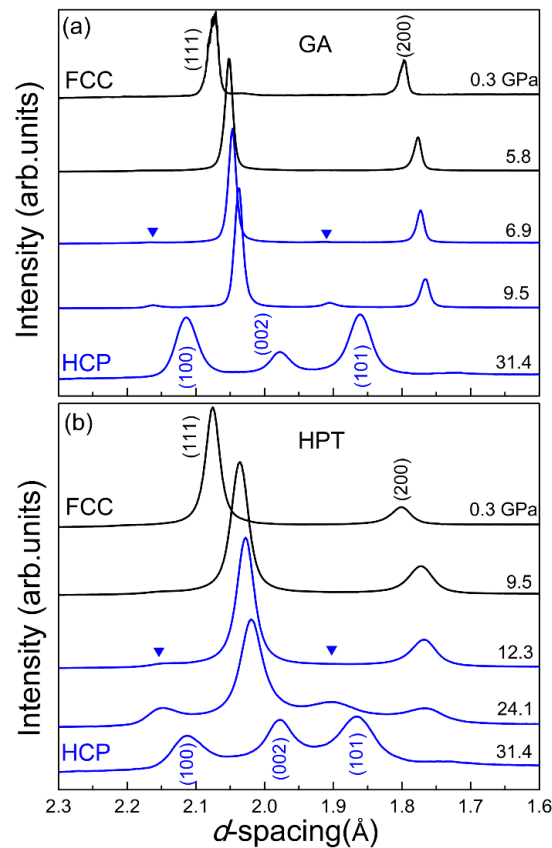 (a)
GA
(111)
(200)
FCC
0.3 GPa
5.8
6.9
9.5
HCP
(100)
(002)
(101)
31.4
Intensity (arb.units)
(b)
HPT
(111)
(200)
FCC
0.3 GPa
9.5
12.3
24.1
HCP
(100)
(002)
(101)
31.4
Intensity (arb.units)
2.3 2.2 2.1 2.0 1.9 1.8 1.7 1.6
d-spacing(Å)